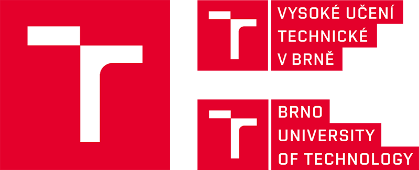 VYSOKÉ UČENÍ
TECHNICKÉ
V BRNĚ
BRNO
UNIVERSITY
OF TECHNOLOGY